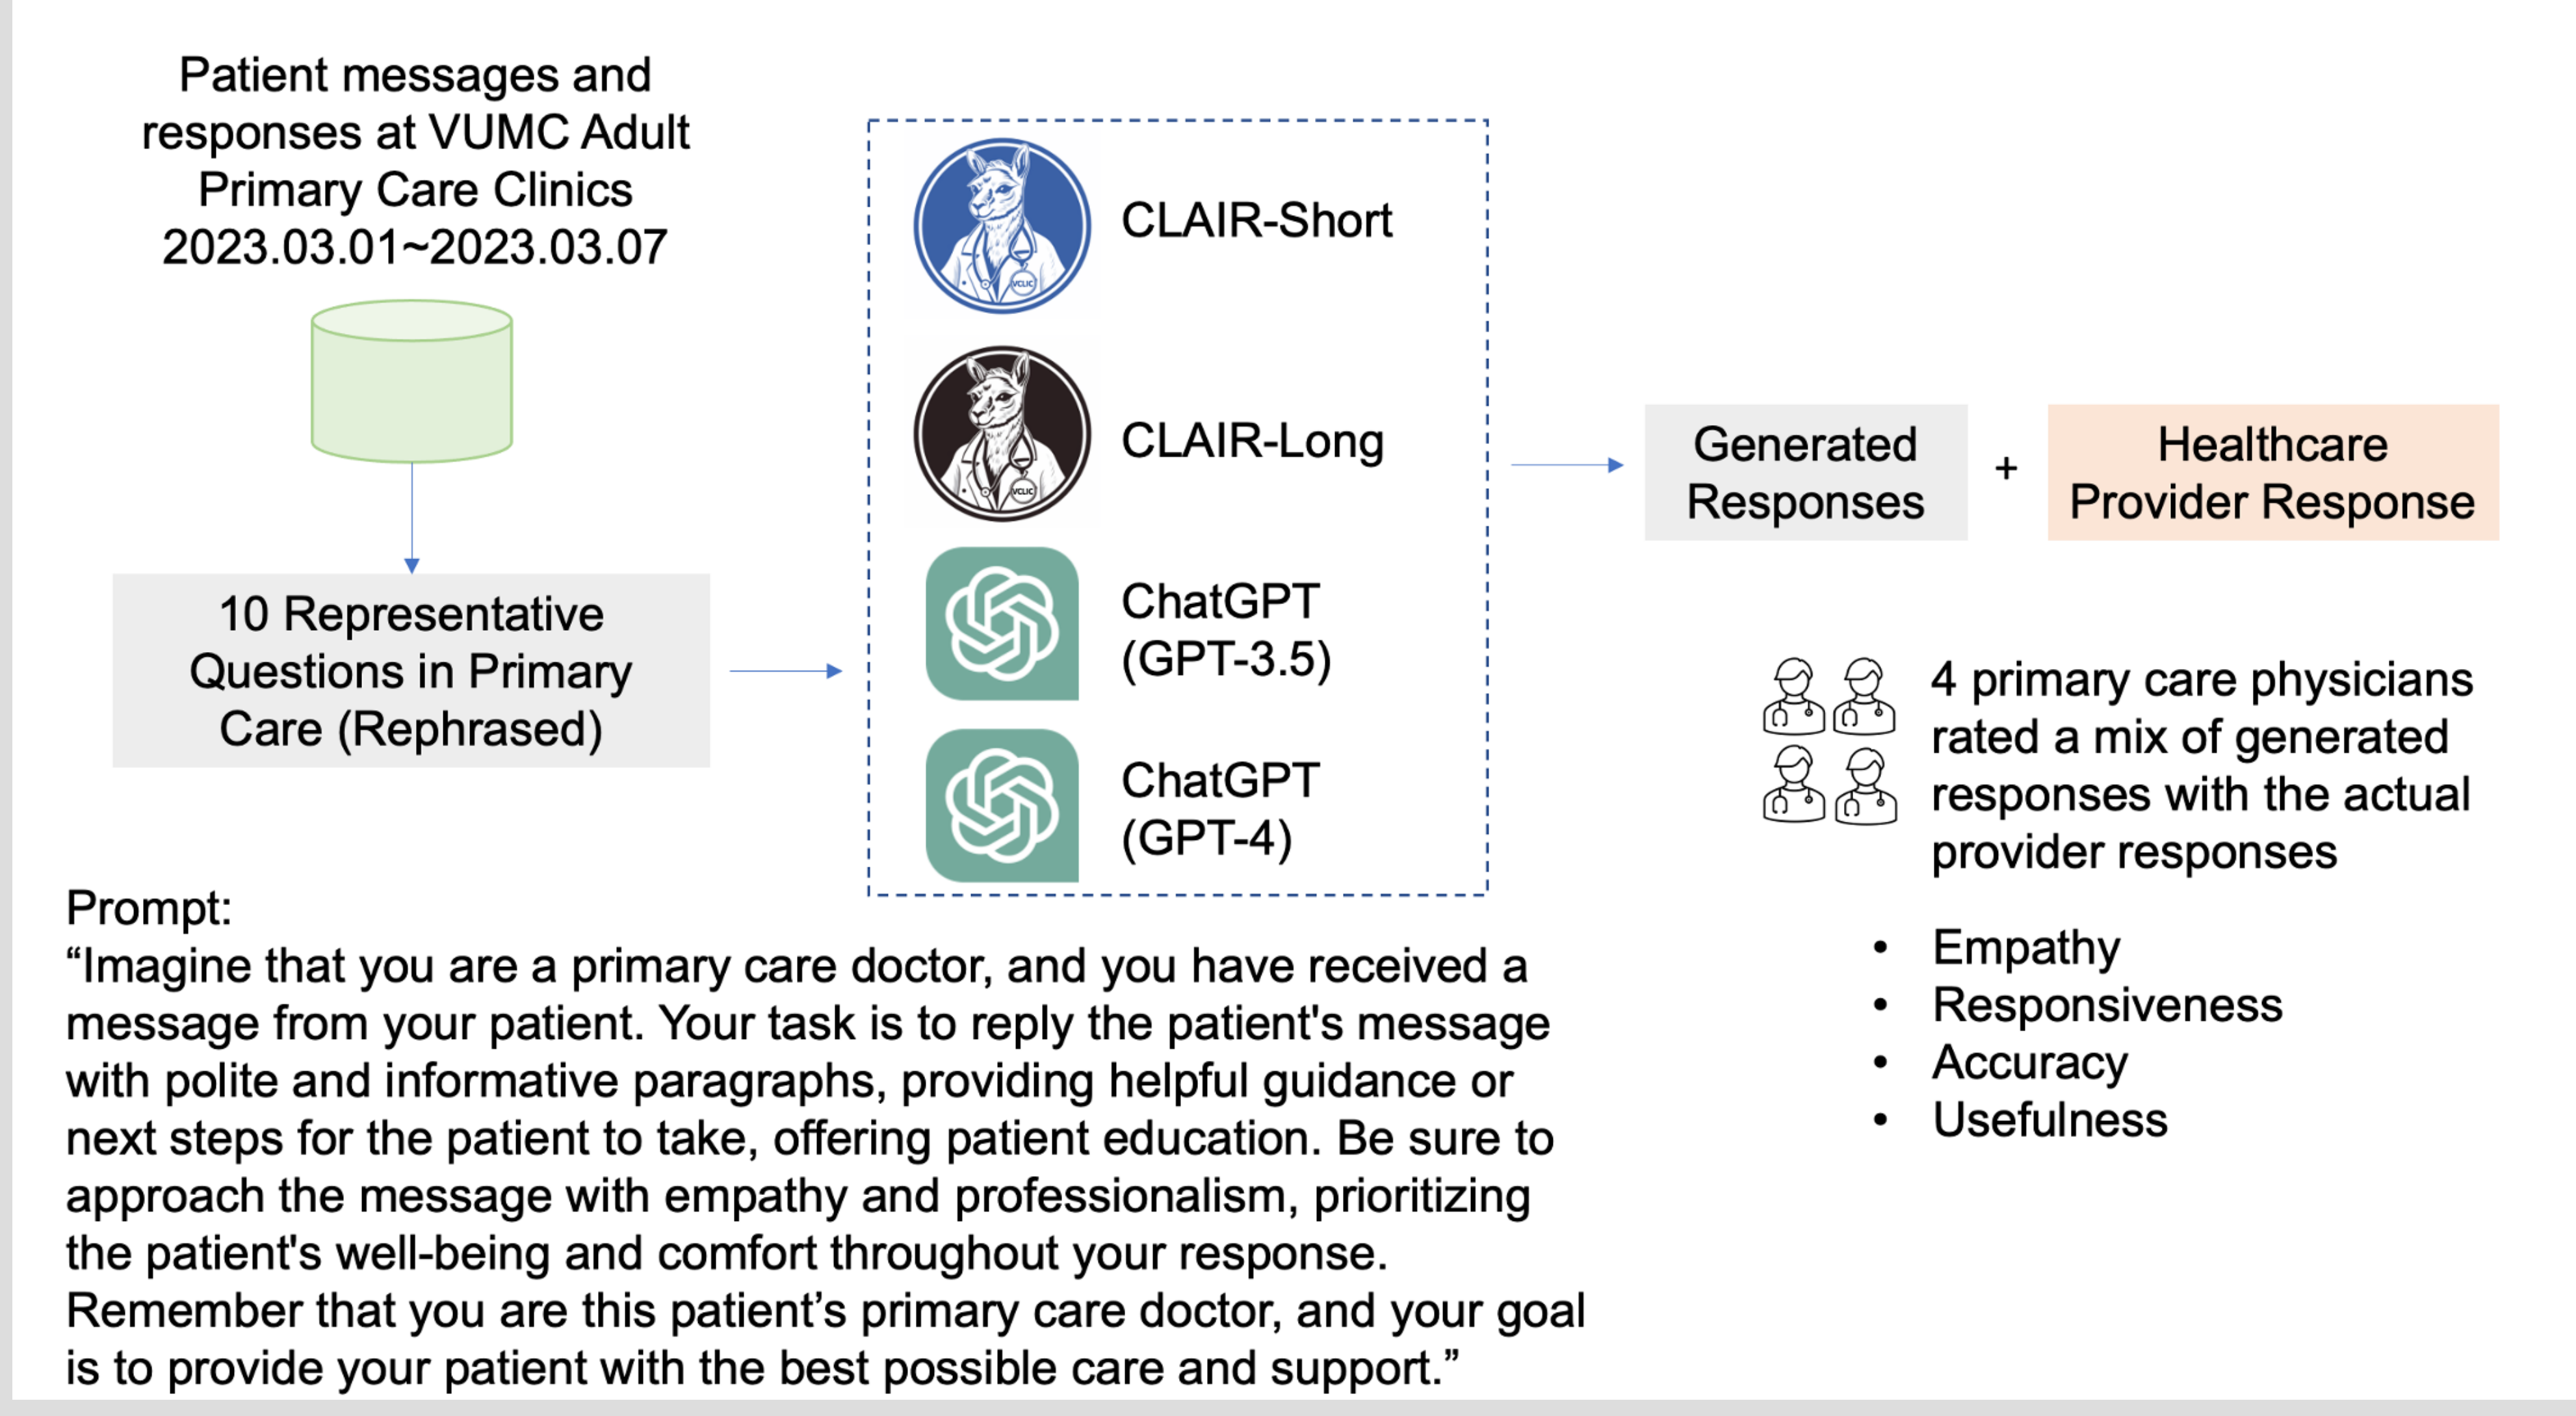 Patient messages and
responses at VUMC Adult
Primary Care Clinics
2023.03.01~2023.03.07
10 Representative
Questions in Primary
Care (Rephrased)
VCLIC
CLAIR-Short
VCLIC
CLAIR-Long
ChatGPT
(GPT-3.5)
ChatGPT
(GPT-4)
Generated
Responses
+
Healthcare
Provider Response
4 primary care physicians
rated a mix of generated
responses with the actual
provider responses
• Empathy
• Responsiveness
• Accuracy
• Usefulness
Prompt:
“Imagine that you are a primary care doctor, and you have received a
message from your patient. Your task is to reply the patient's message
with polite and informative paragraphs, providing helpful guidance or
next steps for the patient to take, offering patient education. Be sure to
approach the message with empathy and professionalism, prioritizing
the patient's well-being and comfort throughout your response.
Remember that you are this patient’s primary care doctor, and your goal
is to provide your patient with the best possible care and support.”